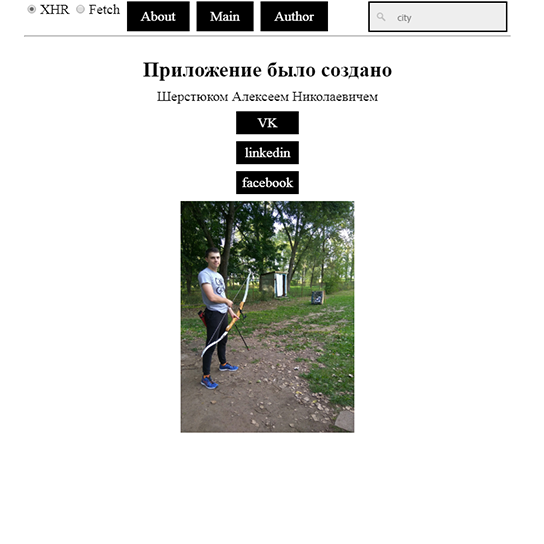 XHR Fetch About Main Author city
Приложение было создано
Шерстюком Алексеем Николаевичем
VK
linkedin
facebook